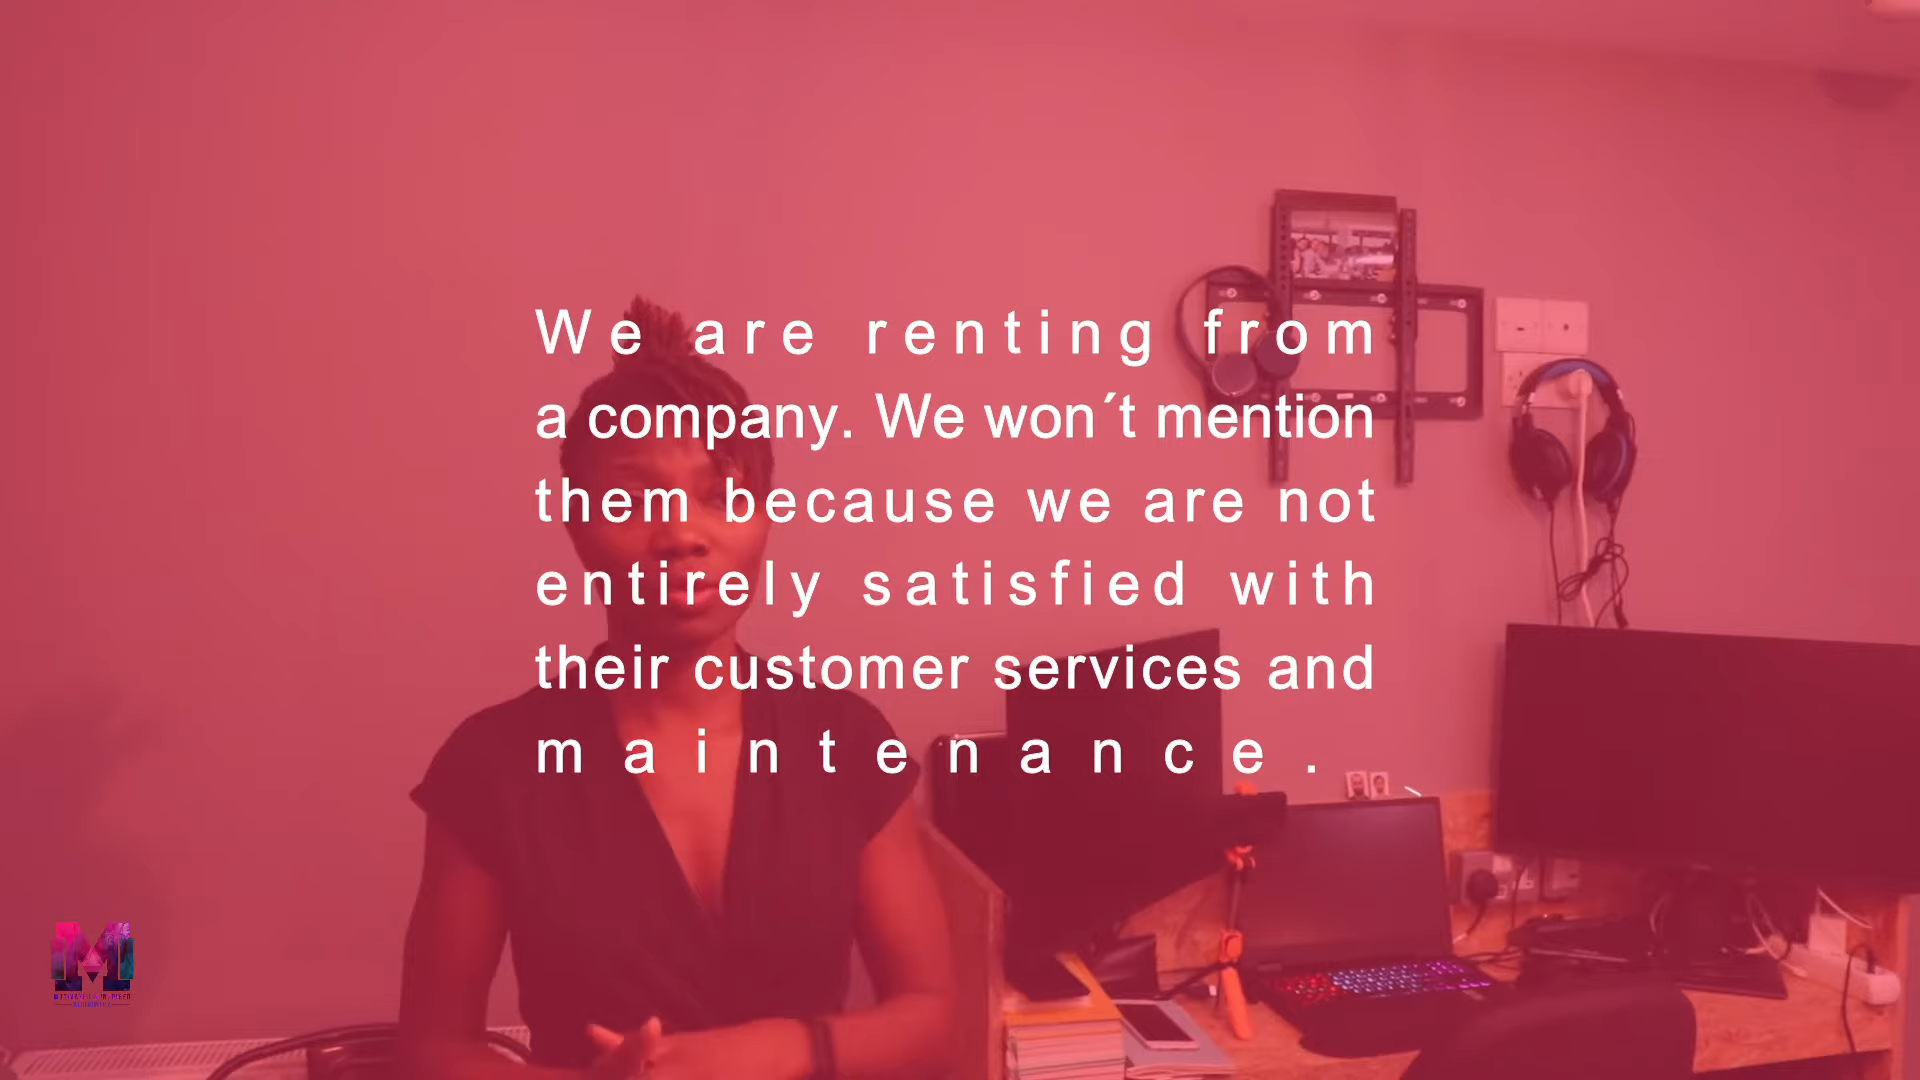 We are renting from
a company. We won´t mention
them because we are not
entirely satisfied with
their customer services and
maintenance.
M